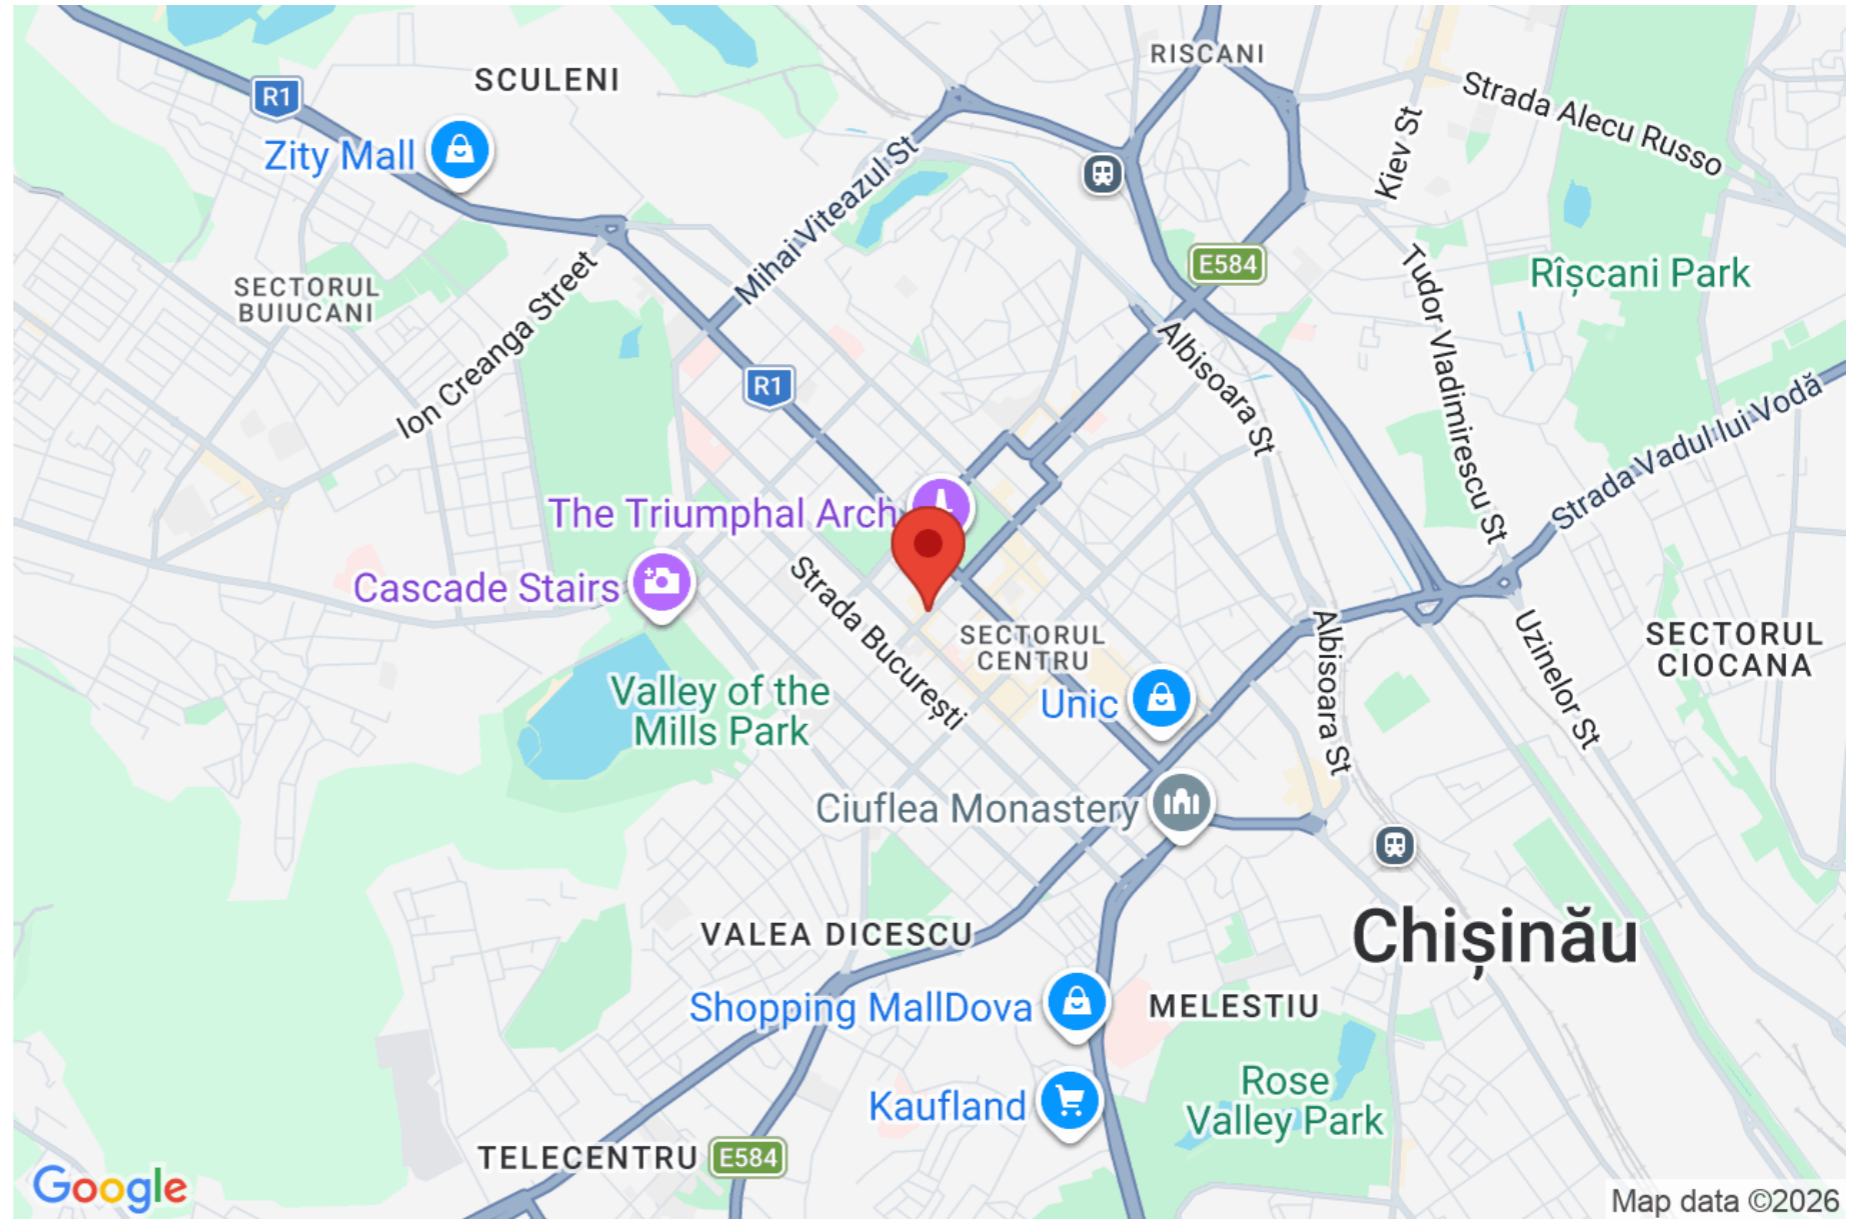 RISCANI
SCULENI
R1
Strada Alecu Russo
Kiev St
Zity Mall
Mihai Viteazul St
E584
Rîșcani Park
SECTORUL
BUIUCANI
Ion Creanga Street
Tudor Vladimirescu St
Albisoara St
R1
Strada Vadul lui Vodă
The Triumphal Arch
Cascade Stairs
Strada București
SECTORUL
CENTRU
Albisoara St
Uzinelor St
SECTORUL
CIOCANA
Valley of the
Mills Park
Unic
Ciuflea Monastery
VALEA DICESCU
Chișinău
Shopping MallDova
MELESTIU
Rose
Valley Park
Kaufland
TELECENTRU
E584
Google
Map data ©2026